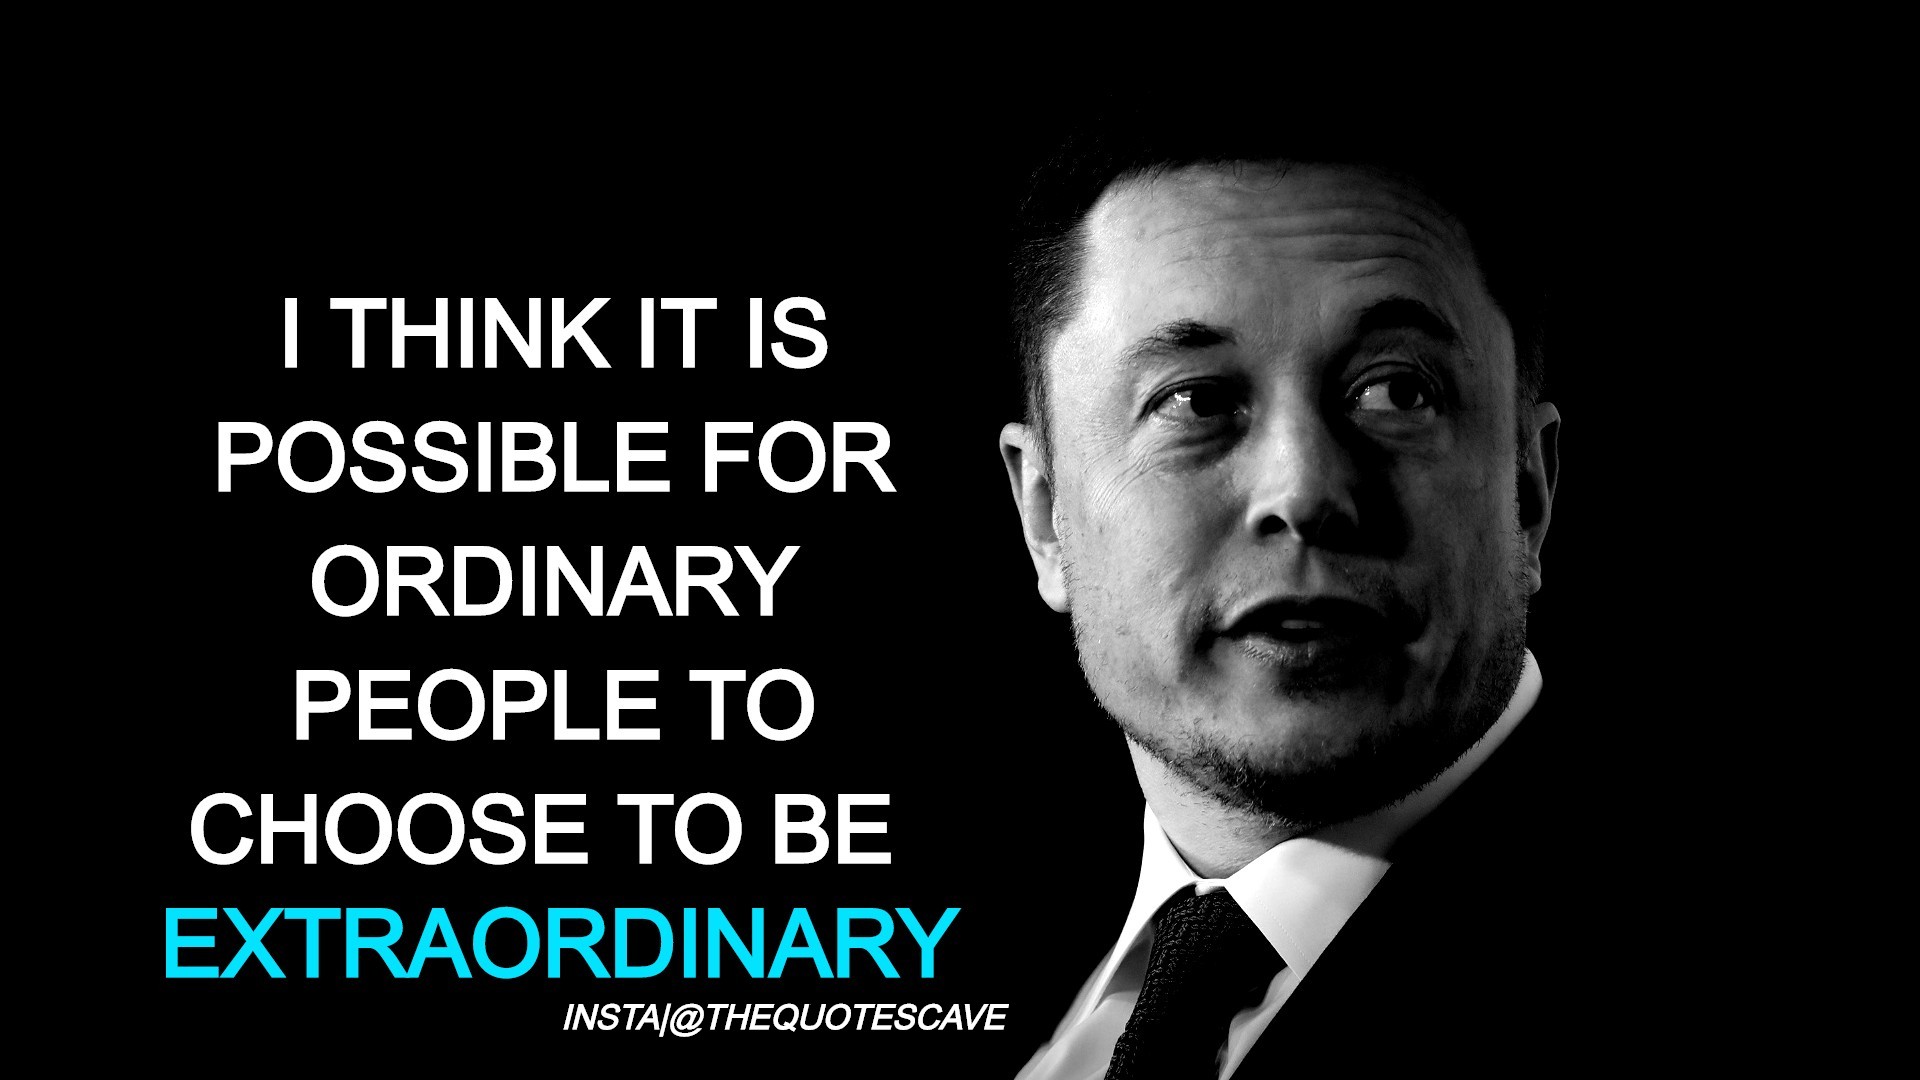 I THINK IT IS
POSSIBLE FOR
ORDINARY
PEOPLE TO
CHOOSE TO BE
EXTRAORDINARY
INSTA|@THEQUOTESCAVE